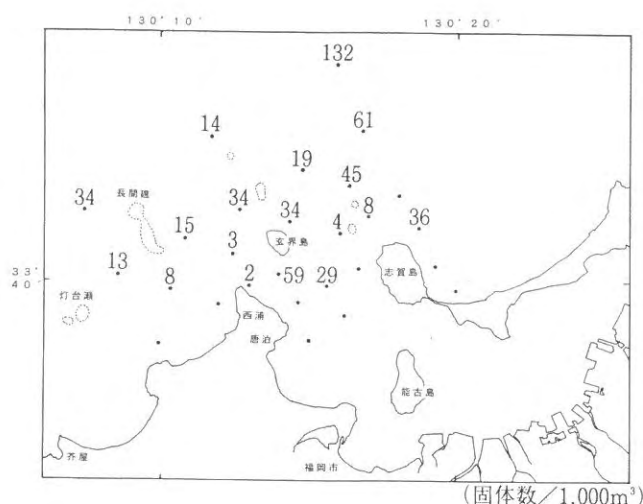 130° 10′
130° 20′
132
61
14
19
45
34
長間礁
34
34
8
36
15
4
3
玄界島
志賀島
33°
40′
13
8
2
59
29
灯台瀬
西浦
唐泊
能古島
芥屋
福岡市
(固体数／1,000m³)